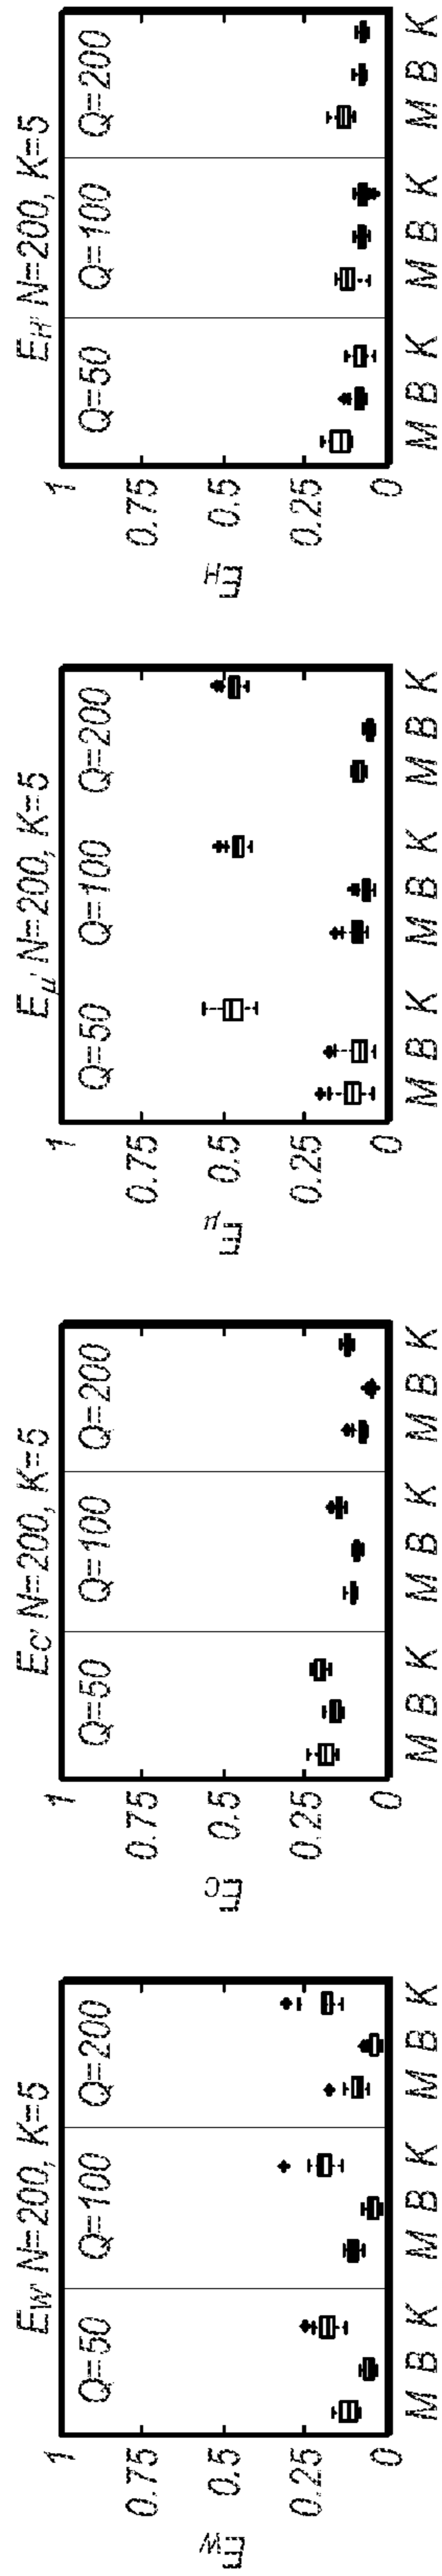 E_W, N=200, K=5
Q=50 Q=100 Q=200
1
0.75
0.5
0.25
0
E_W
M B K M B K M B K
E_C, N=200, K=5
Q=50 Q=100 Q=200
1
0.75
0.5
0.25
0
E_C
M B K M B K M B K
E_μ, N=200, K=5
Q=50 Q=100 Q=200
1
0.75
0.5
0.25
0
E_μ
M B K M B K M B K
E_H, N=200, K=5
Q=50 Q=100 Q=200
1
0.75
0.5
0.25
0
E_H
M B K M B K M B K